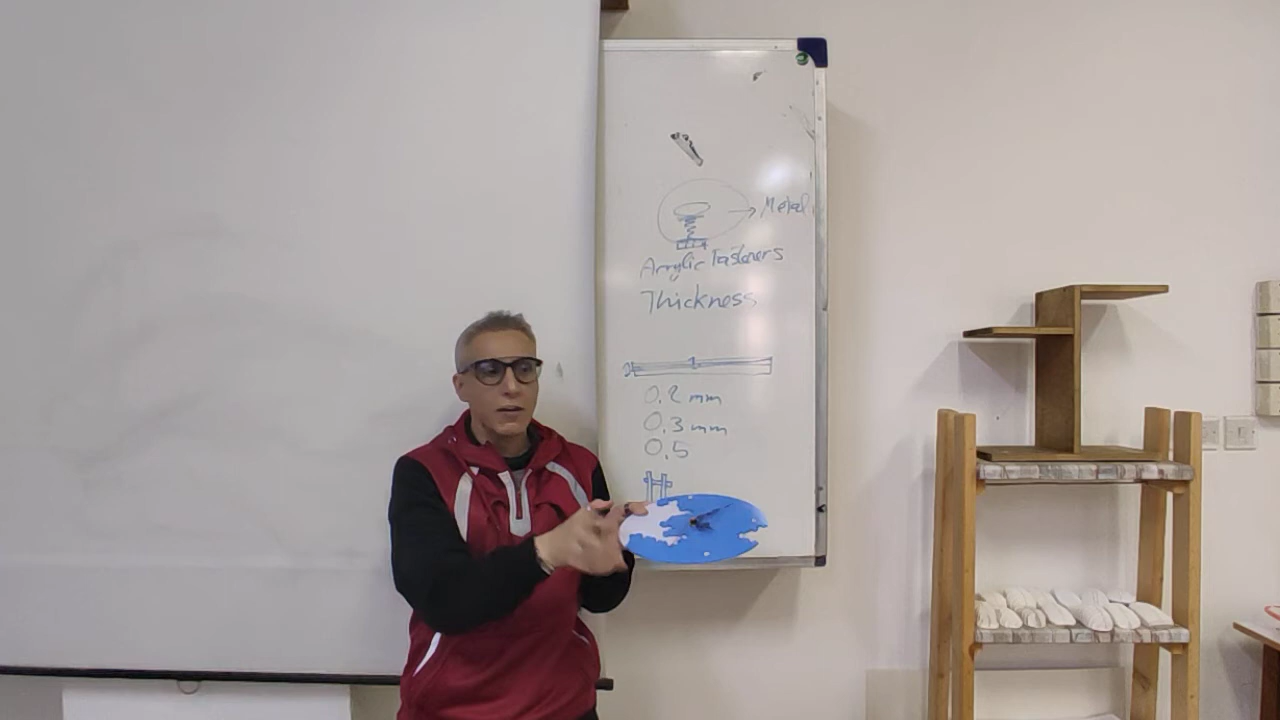 Metal
Acrylic Fasteners
Thickness
0.2 mm
0.3 mm
0.5